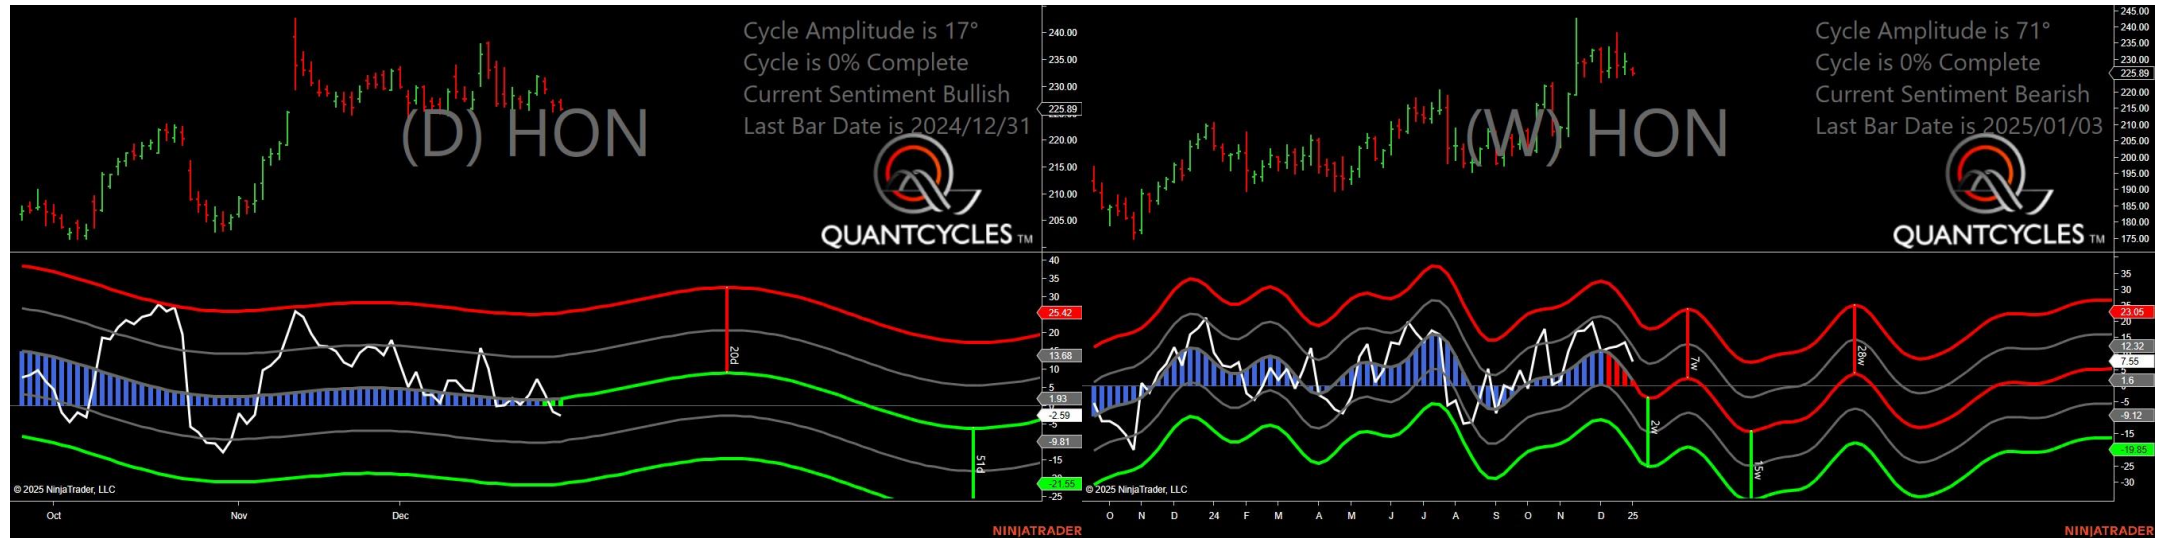 Cycle Amplitude is 17°
Cycle is 0% Complete
Current Sentiment Bullish
Last Bar Date is 2024/12/31
(D) HON
QUANTCYCLES TM
240.00
235.00
230.00
225.89
220.00
215.00
210.00
205.00
40
35
30
25.42
20
13.68
10
5
1.93
-2.59
-5
-9.81
-15
-21.55
-25
20d
51d
© 2025 NinjaTrader, LLC
Oct Nov Dec
NINJATRADER
Cycle Amplitude is 71°
Cycle is 0% Complete
Current Sentiment Bearish
Last Bar Date is 2025/01/03
(W) HON
QUANTCYCLES TM
245.00
240.00
235.00
230.00
225.89
220.00
215.00
210.00
205.00
200.00
195.00
190.00
185.00
180.00
175.00
35
30
23.05
20
12.32
7.55
1.6
-5
-9.12
-15
-19.85
-25
-30
7w
28w
2w
15w
© 2025 NinjaTrader, LLC
O N D 24 F M A M J J A S O N D 25
NINJATRADER